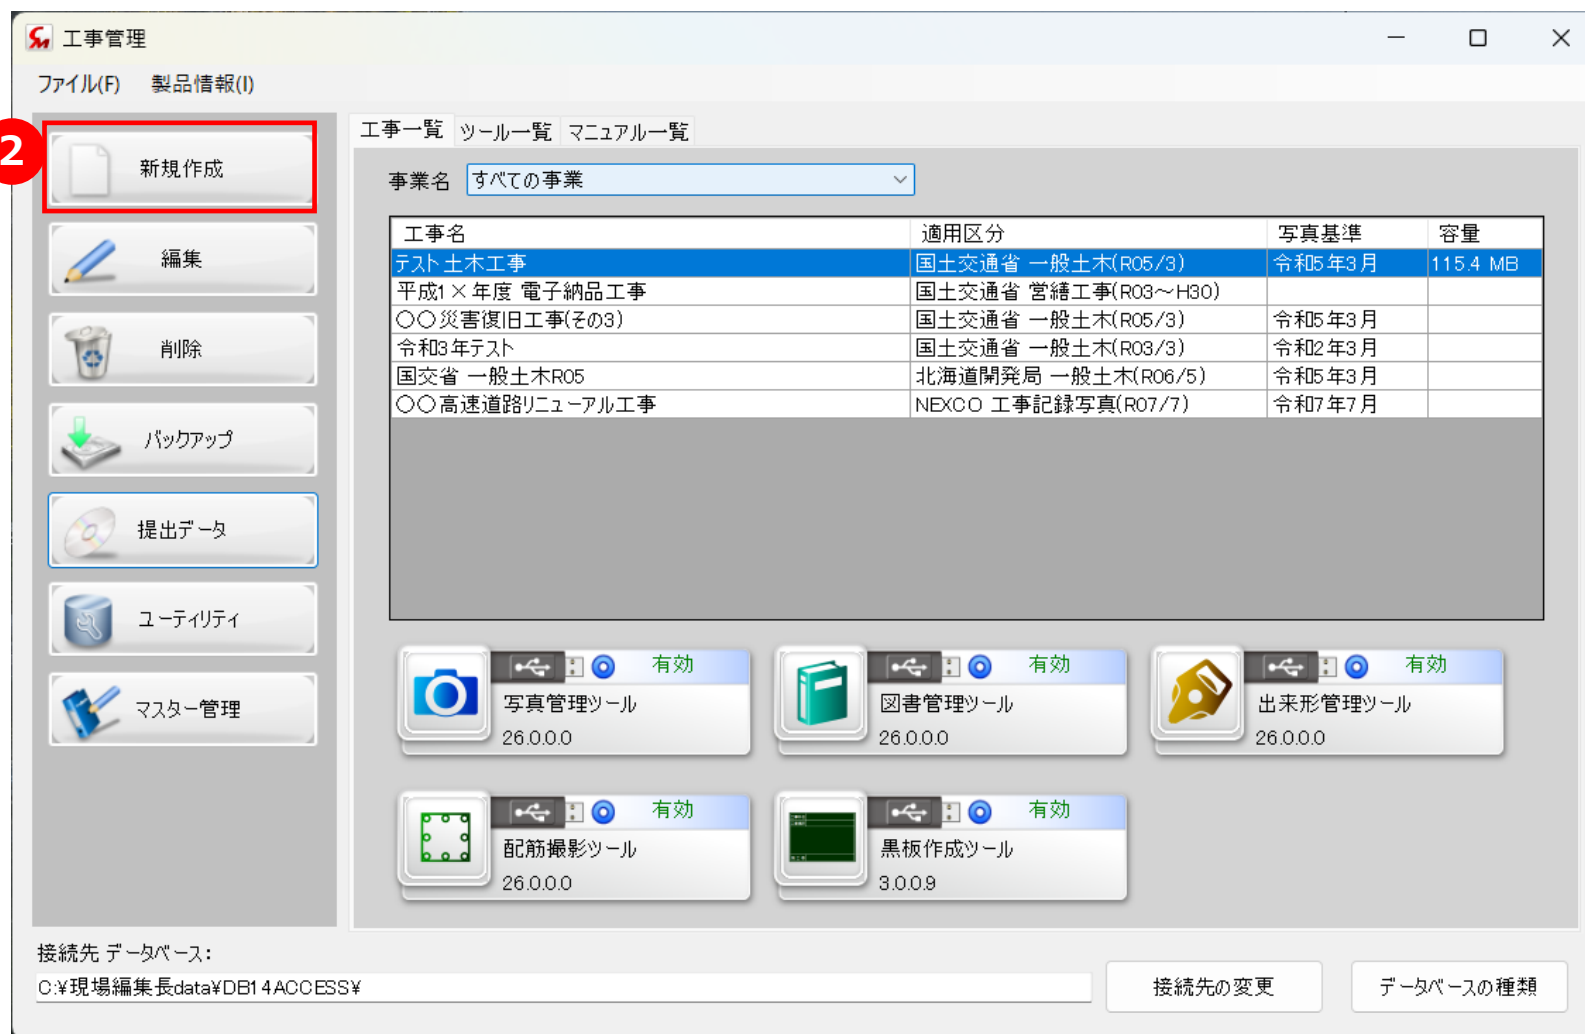 工事管理
ファイル(F) 製品情報(I)
2
新規作成
編集
削除
バックアップ
提出データ
ユーティリティ
マスター管理
工事一覧 ツール一覧 マニュアル一覧
事業名 すべての事業
工事名 適用区分 写真基準 容量
テスト土木工事 国土交通省 一般土木(R05/3) 令和5年3月 115.4 MB
平成1×年度 電子納品工事 国土交通省 営繕工事(R03～H30)
○○災害復旧工事(その3) 国土交通省 一般土木(R05/3) 令和5年3月
令和3年テスト 国土交通省 一般土木(R03/3) 令和2年3月
国交省 一般土木R05 北海道開発局 一般土木(R06/5) 令和5年3月
○○高速道路リニューアル工事 NEXCO 工事記録写真(R07/7) 令和7年7月
有効
写真管理ツール
26.0.0.0
有効
図書管理ツール
26.0.0.0
有効
出来形管理ツール
26.0.0.0
有効
配筋撮影ツール
26.0.0.0
有効
黒板作成ツール
3.0.0.9
接続先 データベース:
C:¥現場編集長data¥DB14ACCESS¥
接続先の変更
データベースの種類